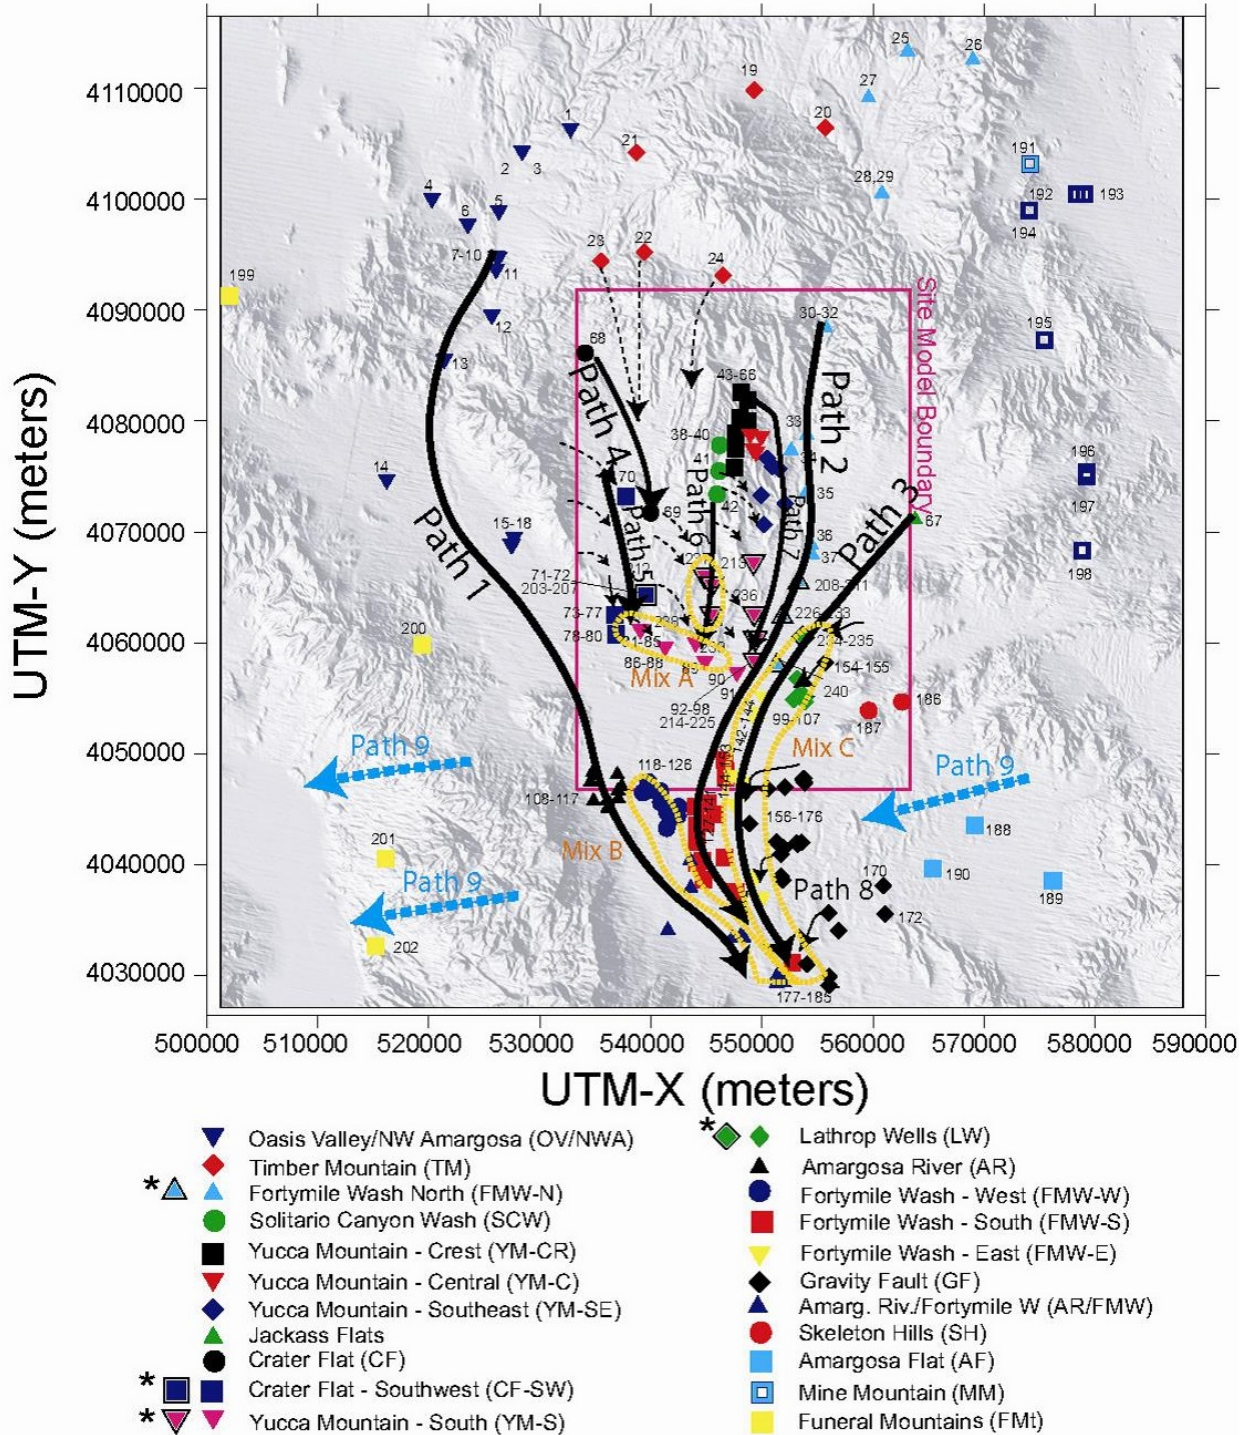 4110000
4100000
4090000
4080000
4070000
4060000
4050000
4040000
4030000
UTM-Y (meters)
25
26
27
19
20
1
21
2
3
28,29
191
192
193
194
4
5
6
7-10
11
12
13
23
22
24
199
30-32
195
Site Model Boundary
68
43-66
Path 4
Path 2
33
34
35
38-40
41
42
14
70
69
Path 5
Path 6
Path 7
Path 3
67
196
197
198
15-18
Path 1
36
37
71-72
203-207
212
213
208-211
73-77
78-80
81-85
86-88
89
90
91
236
226-233
234-235
154-155
240
200
Mix A
92-98
214-225
99-107
186
187
142-144
Mix C
Path 9
Path 9
118-126
108-117
127-141
156-176
188
Mix B
201
Path 9
Path 8
170
190
189
172
202
177-185
500000
510000
520000
530000
540000
550000
560000
570000
580000
590000
UTM-X (meters)
Oasis Valley/NW Amargosa (OV/NWA)
Timber Mountain (TM)
* Fortymile Wash North (FMW-N)
Solitario Canyon Wash (SCW)
Yucca Mountain - Crest (YM-CR)
Yucca Mountain - Central (YM-C)
Yucca Mountain - Southeast (YM-SE)
Jackass Flats
Crater Flat (CF)
* Crater Flat - Southwest (CF-SW)
* Yucca Mountain - South (YM-S)
* Lathrop Wells (LW)
Amargosa River (AR)
Fortymile Wash - West (FMW-W)
Fortymile Wash - South (FMW-S)
Fortymile Wash - East (FMW-E)
Gravity Fault (GF)
Amarg. Riv./Fortymile W (AR/FMW)
Skeleton Hills (SH)
Amargosa Flat (AF)
Mine Mountain (MM)
Funeral Mountains (FMt)